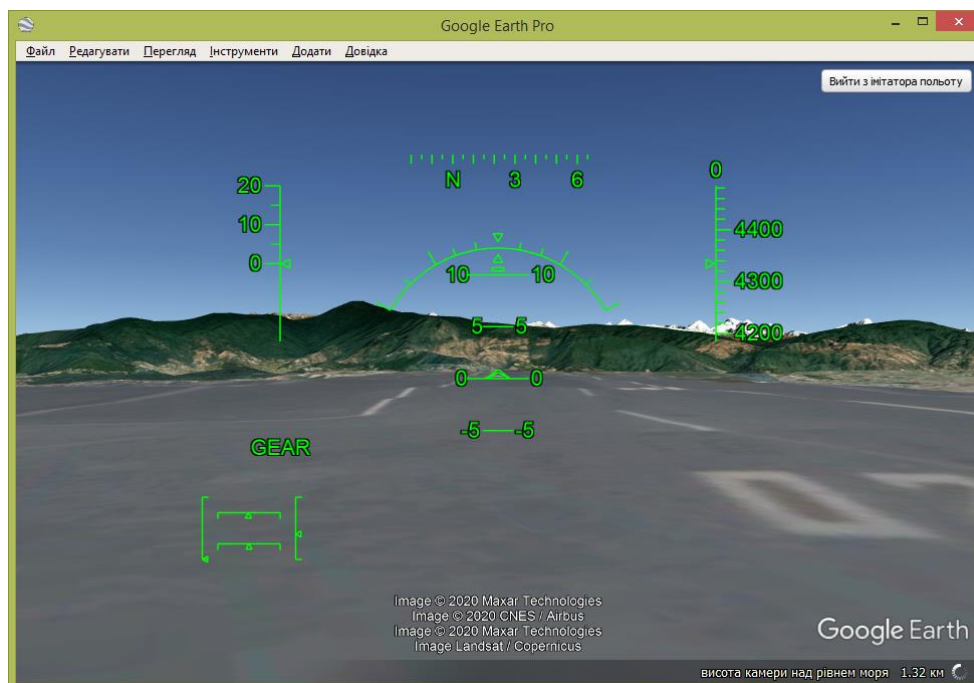 Google Earth Pro
Файл Редагувати Перегляд Інструменти Додати Довідка
Вийти з імітатора польоту
N 3 6
20
10
0
0
4400
4300
4200
10 10
5 5
0 0
-5 -5
GEAR
Image © 2020 Maxar Technologies
Image © 2020 CNES / Airbus
Image © 2020 Maxar Technologies
Image Landsat / Copernicus
Google Earth
висота камери над рівнем моря 1.32 км